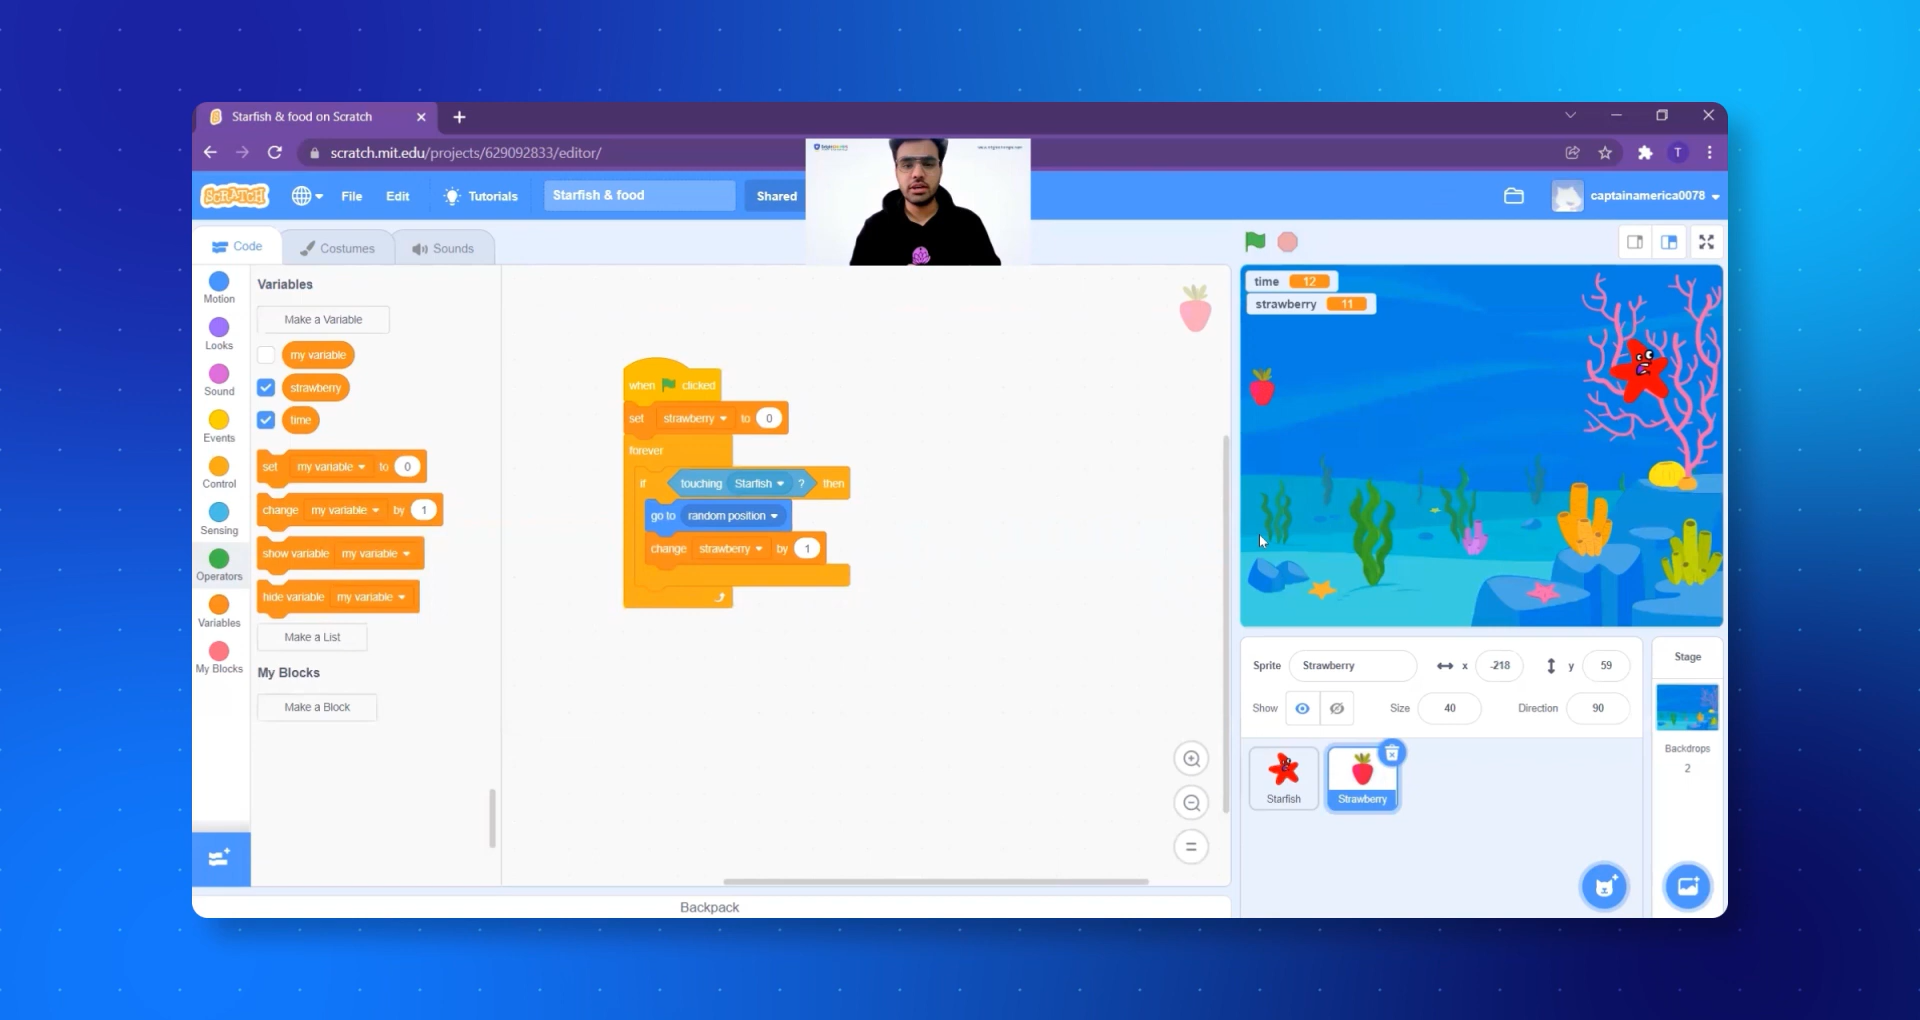 Starfish & food on Scratch
scratch.mit.edu/projects/629092833/editor/
T
SCRATCH
File
Edit
Tutorials
Starfish & food
Shared
captainamerica0078
Code
Costumes
Sounds
Motion
Looks
Sound
Events
Control
Sensing
Operators
Variables
My Blocks
Variables
Make a Variable
my variable
strawberry
time
set my variable to 0
change my variable by 1
show variable my variable
hide variable my variable
Make a List
My Blocks
Make a Block
when clicked
set strawberry to 0
forever
if touching Starfish ? then
go to random position
change strawberry by 1
Backpack
time 12
strawberry 11
Sprite Strawberry x -218 y 59
Show Size 40 Direction 90
Starfish
Strawberry
Stage
Backdrops
2